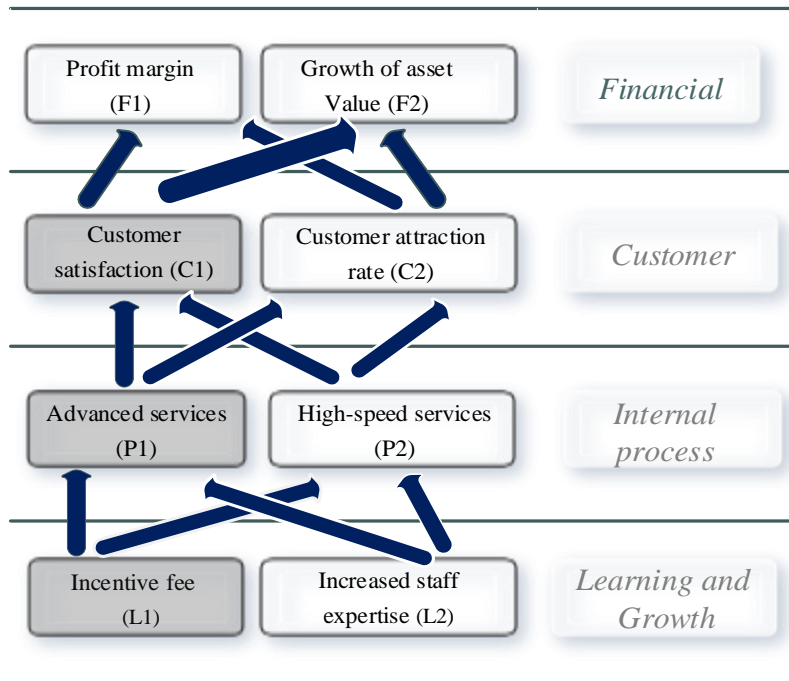 Profit margin
(F1)
Growth of asset
Value (F2)
Financial
Customer
satisfaction (C1)
Customer attraction
rate (C2)
Customer
Advanced services
(P1)
High-speed services
(P2)
Internal
process
Incentive fee
(L1)
Increased staff
expertise (L2)
Learning and
Growth